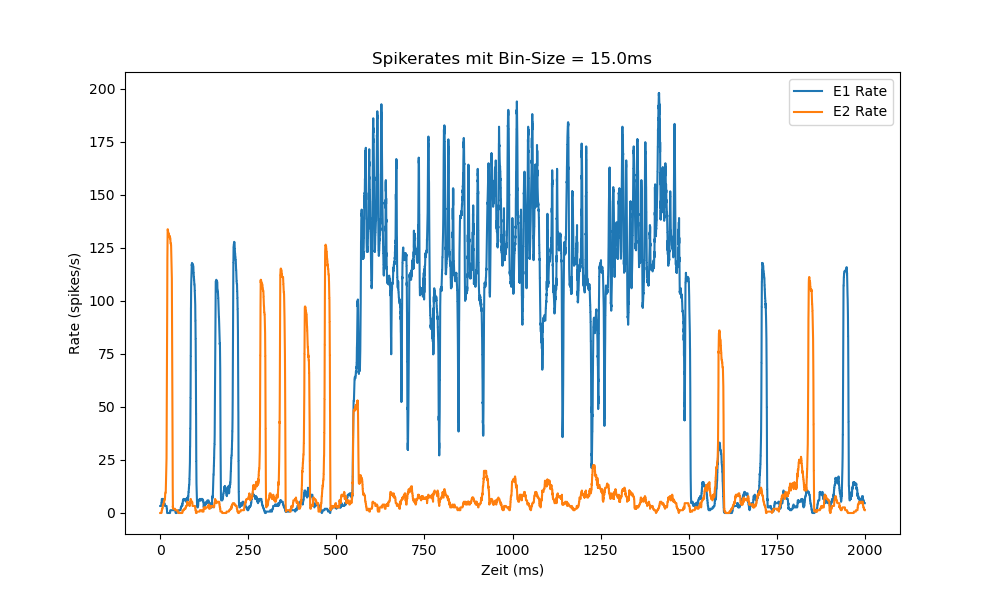 Spikerates mit Bin-Size = 15.0ms
E1 Rate
E2 Rate
200
175
150
125
100
75
50
25
0
Rate (spikes/s)
0 250 500 750 1000 1250 1500 1750 2000
Zeit (ms)